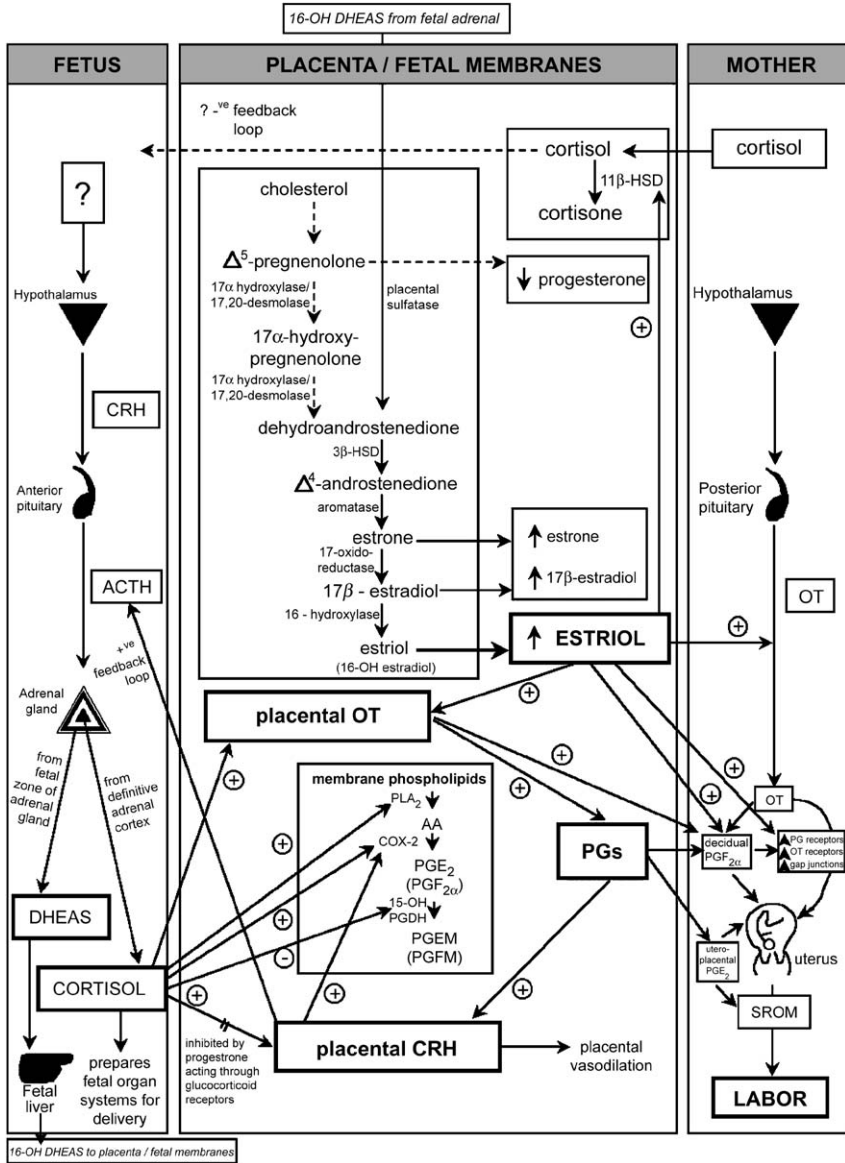 16-OH DHEAS from fetal adrenal
FETUS
PLACENTA / FETAL MEMBRANES
MOTHER
? -ve feedback
loop
cortisol
cortisol
11β-HSD
cortisone
?
cholesterol
Δ5-pregnenolone
progesterone
17α hydroxylase/
17,20-desmolase
placental
sulfatase
17α-hydroxy-
pregnenolone
17α hydroxylase/
17,20-desmolase
dehydroandrostenedione
3β-HSD
Δ4-androstenedione
aromatase
estrone
17-oxido-
reductase
17β - estradiol
16 - hydroxylase
estriol
(16-OH estradiol)
estrone
17β-estradiol
ESTRIOL
+
+
+
Hypothalamus
CRH
Anterior
pituitary
ACTH
+ve
feedback
loop
Adrenal
gland
from fetal
zone of
adrenal
gland
from
definitive
adrenal
cortex
DHEAS
CORTISOL
Fetal
liver
prepares
fetal organ
systems for
delivery
16-OH DHEAS to placenta / fetal membranes
placental OT
+
+
+
-
+
+
membrane phospholipids
PLA2
AA
COX-2
PGE2
(PGF2α)
15-OH
PGDH
PGEM
(PGFM)
inhibited by
progestrone
acting through
glucocorticoid
receptors
placental CRH
placental
vasodilation
PGs
+
+
+
+
+
+
Hypothalamus
Posterior
pituitary
OT
OT
decidual
PGF2α
PG receptors
OT receptors
gap junctions
utero-
placental
PGE2
uterus
SROM
LABOR